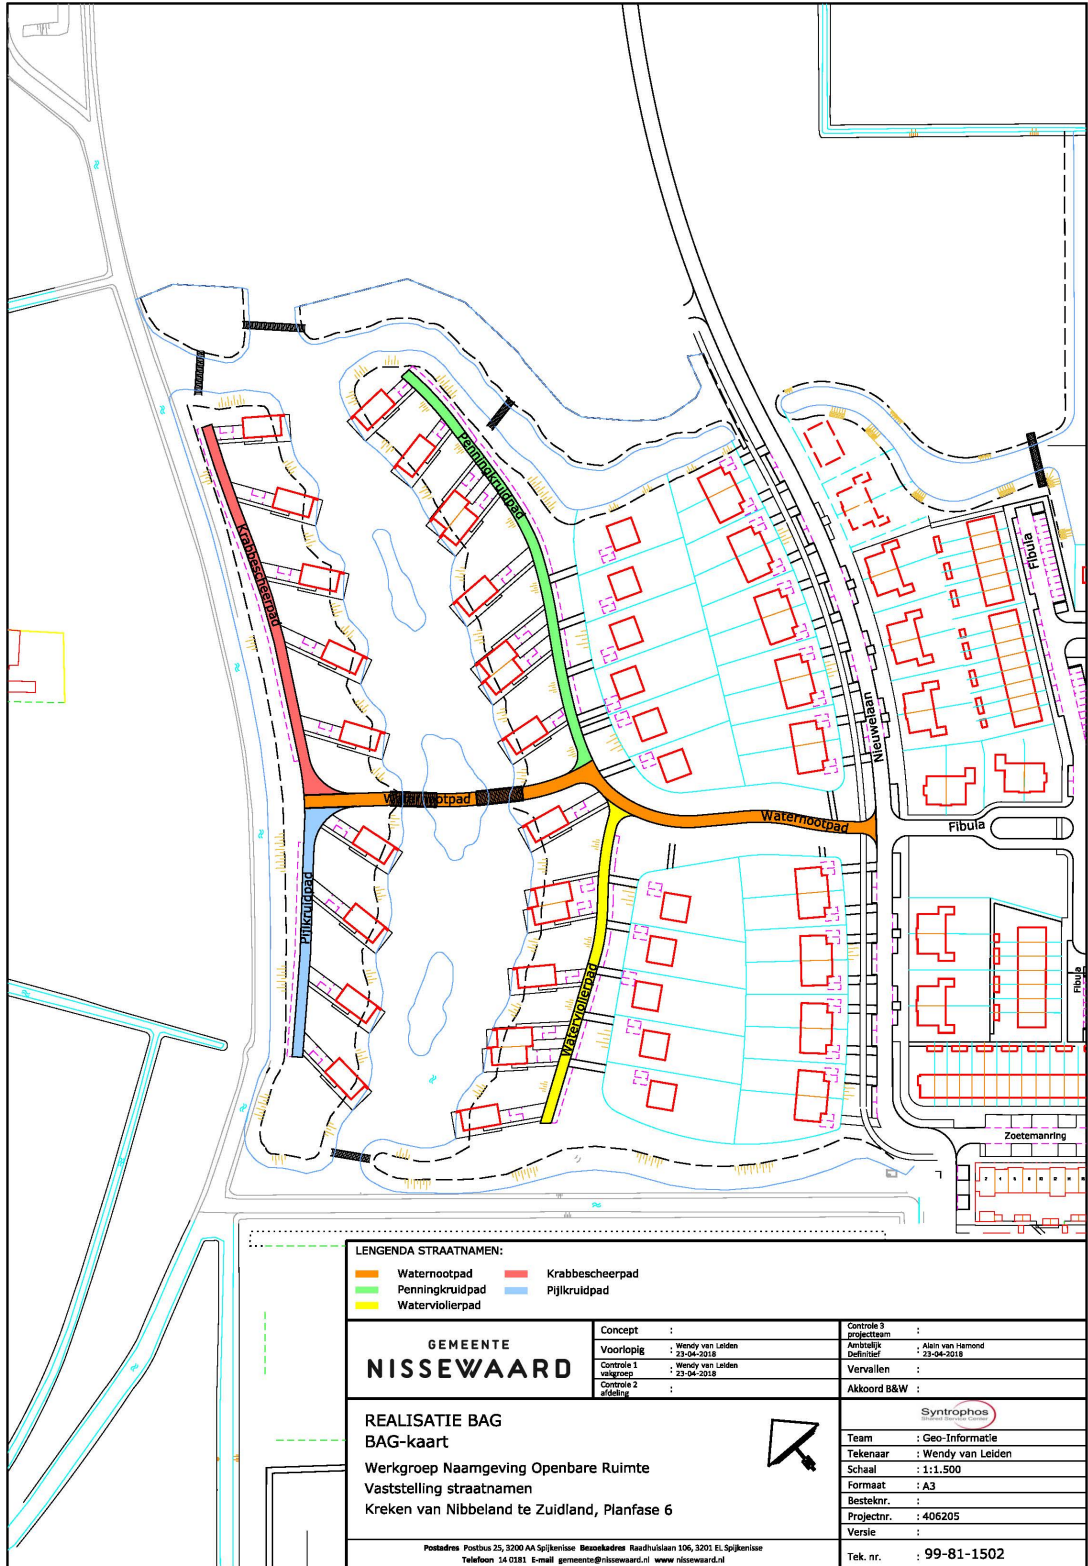 Penningkruidpad
Krabbescheerpad
Fibula
Nieuwelaan
Waternootpad
Waternootpad
Fibula
Pijlkruidpad
Waterviolierpad
Fibula
Zoetemanring
LENGENDA STRAATNAMEN:
Waternootpad
Krabbescheerpad
Penningkruidpad
Pijlkruidpad
Waterviolierpad
GEMEENTE
NISSEWAARD
Concept :
Voorlopig : Wendy van Leiden
23-04-2018
Controle 1
vakgroep : Wendy van Leiden
23-04-2018
Controle 2
afdeling :
Controle 3
projectteam :
Ambtelijk
Definitief : Alain van Hamond
23-04-2018
Vervallen :
Akkoord B&W :
REALISATIE BAG
BAG-kaart
Werkgroep Naamgeving Openbare Ruimte
Vaststelling straatnamen
Kreken van Nibbeland te Zuidland, Planfase 6
Syntrophos
Shared Service Center
Team : Geo-Informatie
Tekenaar : Wendy van Leiden
Schaal : 1:1.500
Formaat : A3
Besteknr. :
Projectnr. : 406205
Versie :
Tek. nr. : 99-81-1502
Postadres Postbus 25, 3200 AA Spijkenisse Bezoekadres Raadhuislaan 106, 3201 EL Spijkenisse
Telefoon 14 0181 E-mail gemeente@nissewaard.nl www.nissewaard.nl